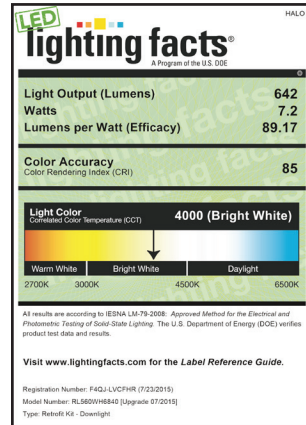 HALO
LED
lighting facts®
A Program of the U.S. DOE
Light Output (Lumens) 642
Watts 7.2
Lumens per Watt (Efficacy) 89.17
Color Accuracy 85
Color Rendering Index (CRI)
Light Color
Correlated Color Temperature (CCT) 4000 (Bright White)
Warm White Bright White Daylight
2700K 3000K 4500K 6500K
All results are according to IESNA LM-79-2008: Approved Method for the Electrical and
Photometric Testing of Solid-State Lighting. The U.S. Department of Energy (DOE) verifies
product test data and results.
Visit www.lightingfacts.com for the Label Reference Guide.
Registration Number: F4QJ-LVCFHR (7/23/2015)
Model Number: RL560WH6840 [Upgrade 07/2015]
Type: Retrofit Kit - Downlight